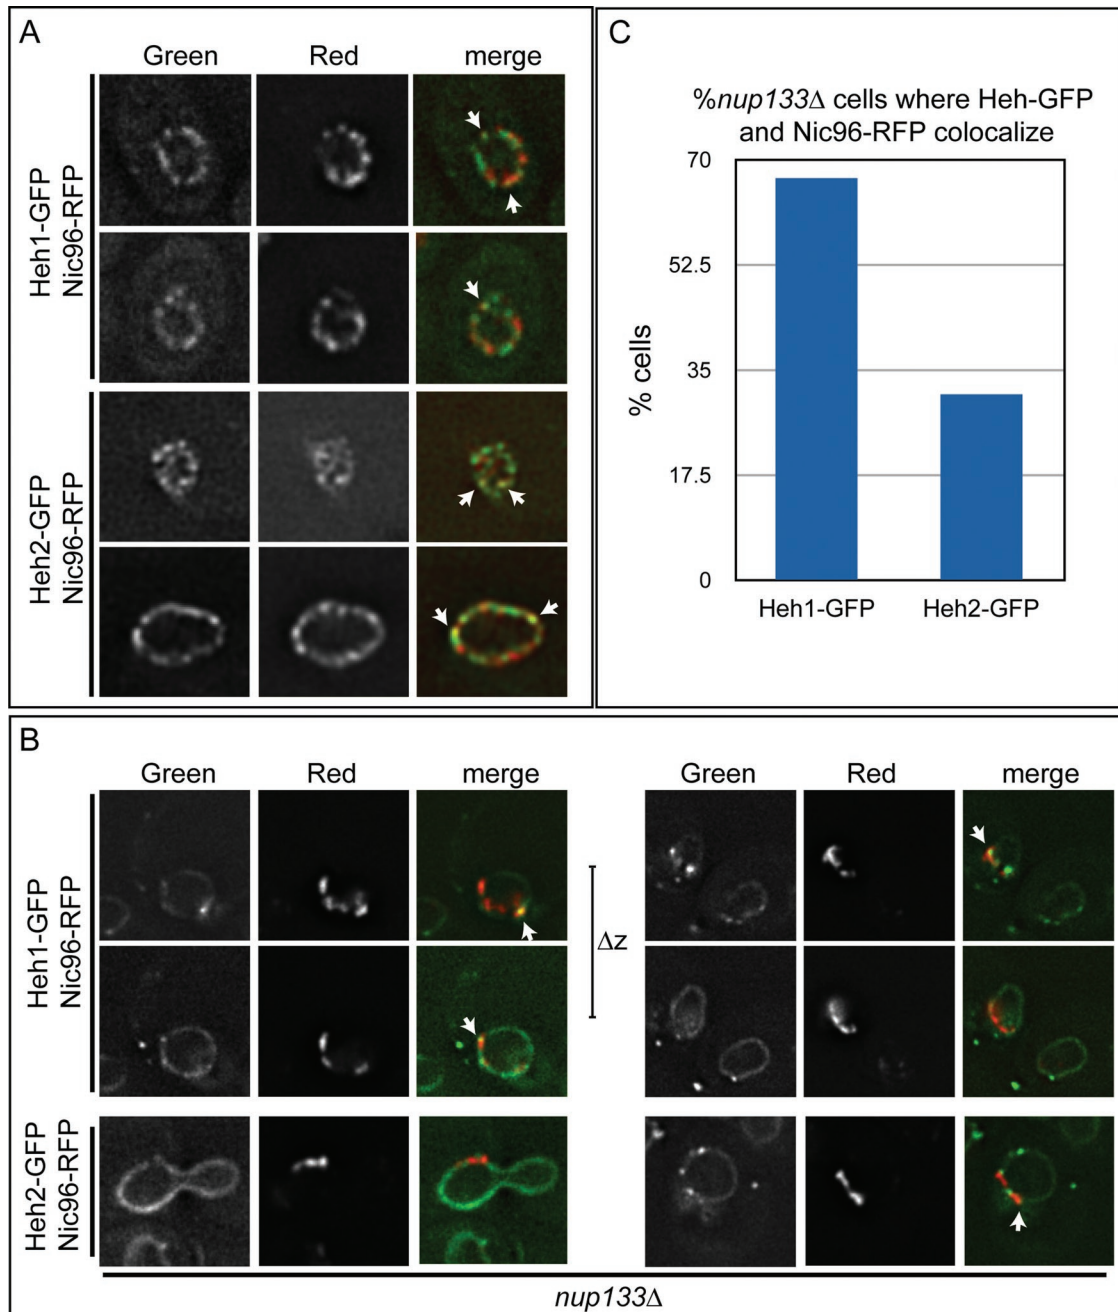 A
Green Red merge
Heh1-GFP
Nic96-RFP
Heh2-GFP
Nic96-RFP
C
%nup133Δ cells where Heh-GFP
and Nic96-RFP colocalize
70
52.5
35
17.5
0
% cells
Heh1-GFP Heh2-GFP
B
Green Red merge Green Red merge
Heh1-GFP
Nic96-RFP
Δz
Heh2-GFP
Nic96-RFP
nup133Δ